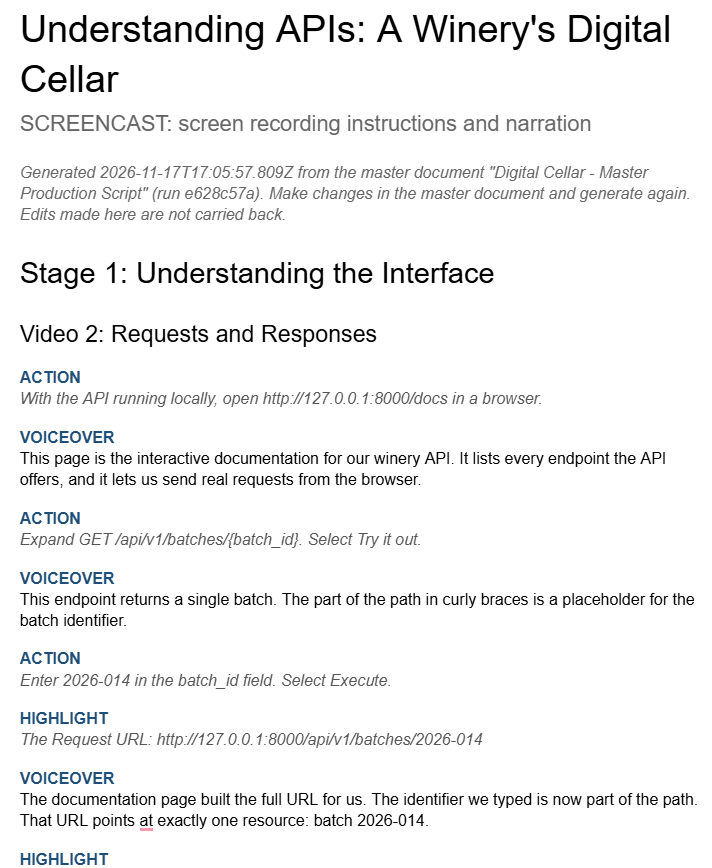 Understanding APIs: A Winery's Digital
Cellar
SCREENCAST: screen recording instructions and narration
Generated 2026-11-17T17:05:57.809Z from the master document "Digital Cellar - Master
Production Script" (run e628c57a). Make changes in the master document and generate again.
Edits made here are not carried back.
Stage 1: Understanding the Interface
Video 2: Requests and Responses
ACTION
With the API running locally, open http://127.0.0.1:8000/docs in a browser.
VOICEOVER
This page is the interactive documentation for our winery API. It lists every endpoint the API
offers, and it lets us send real requests from the browser.
ACTION
Expand GET /api/v1/batches/{batch_id}. Select Try it out.
VOICEOVER
This endpoint returns a single batch. The part of the path in curly braces is a placeholder for the
batch identifier.
ACTION
Enter 2026-014 in the batch_id field. Select Execute.
HIGHLIGHT
The Request URL: http://127.0.0.1:8000/api/v1/batches/2026-014
VOICEOVER
The documentation page built the full URL for us. The identifier we typed is now part of the path.
That URL points at exactly one resource: batch 2026-014.
HIGHLIGHT